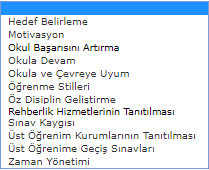 Hedef Belirleme
Motivasyon
Okul Başarısını Artırma
Okula Devam
Okula ve Çevreye Uyum
Öğrenme Stilleri
Öz Disiplin Geliştirme
Rehberlik Hizmetlerinin Tanıtılması
Sınav Kaygısı
Üst Öğrenim Kurumlarının Tanıtılması
Üst Öğrenime Geçiş Sınavları
Zaman Yönetimi